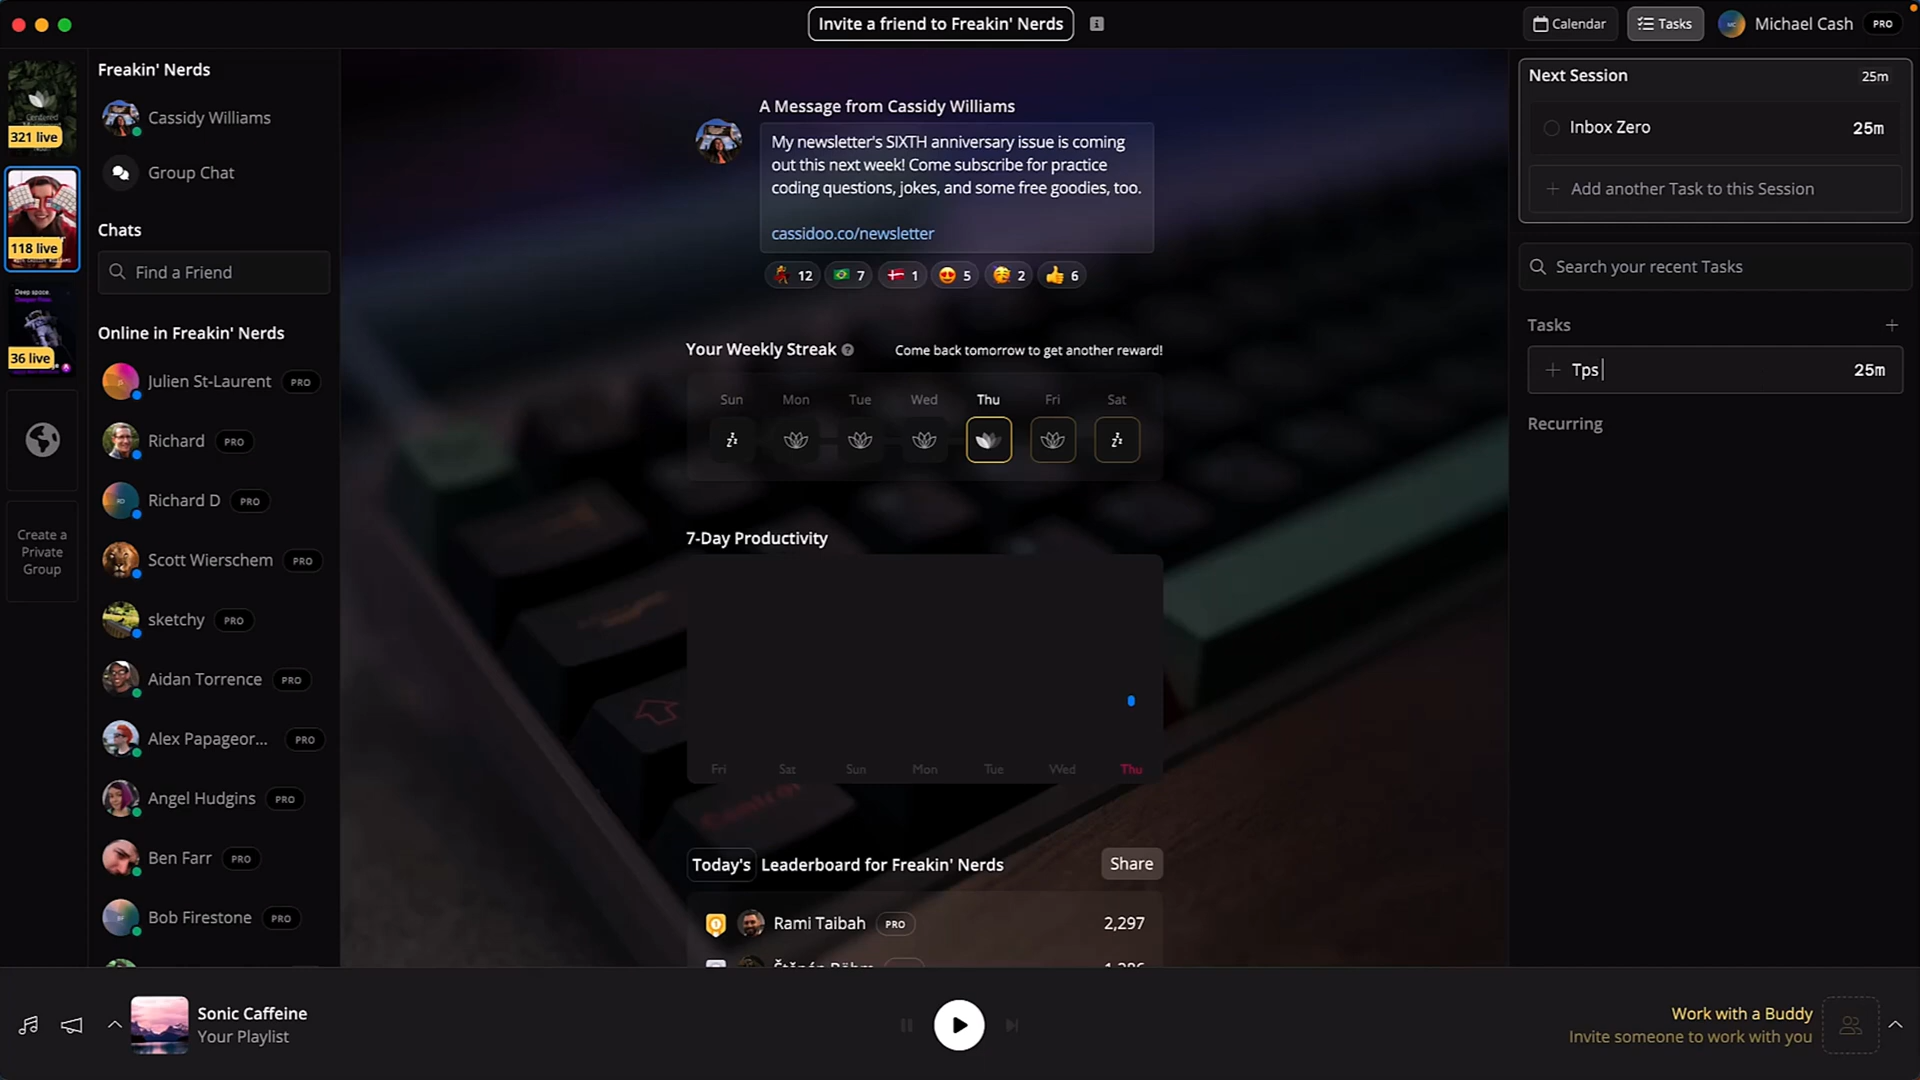 Invite a friend to Freakin' Nerds
Calendar
Tasks
Michael Cash
PRO
321 live
118 live
Deep space.
36 live
Create a
Private
Group
Freakin' Nerds
Cassidy Williams
Group Chat
Chats
Find a Friend
Online in Freakin' Nerds
Julien St-Laurent PRO
Richard PRO
Richard D PRO
Scott Wierschem PRO
sketchy PRO
Aidan Torrence PRO
Alex Papageor... PRO
Angel Hudgins PRO
Ben Farr PRO
Bob Firestone PRO
A Message from Cassidy Williams
My newsletter's SIXTH anniversary issue is coming
out this next week! Come subscribe for practice
coding questions, jokes, and some free goodies, too.
cassidoo.co/newsletter
12 7 1 5 2 6
Your Weekly Streak
Come back tomorrow to get another reward!
Sun Mon Tue Wed Thu Fri Sat
7-Day Productivity
Fri Sat Sun Mon Tue Wed Thu
Today's Leaderboard for Freakin' Nerds
Share
Rami Taibah PRO 2,297
Next Session 25m
Inbox Zero 25m
Add another Task to this Session
Search your recent Tasks
Tasks
Tps 25m
Recurring
Sonic Caffeine
Your Playlist
Work with a Buddy
Invite someone to work with you